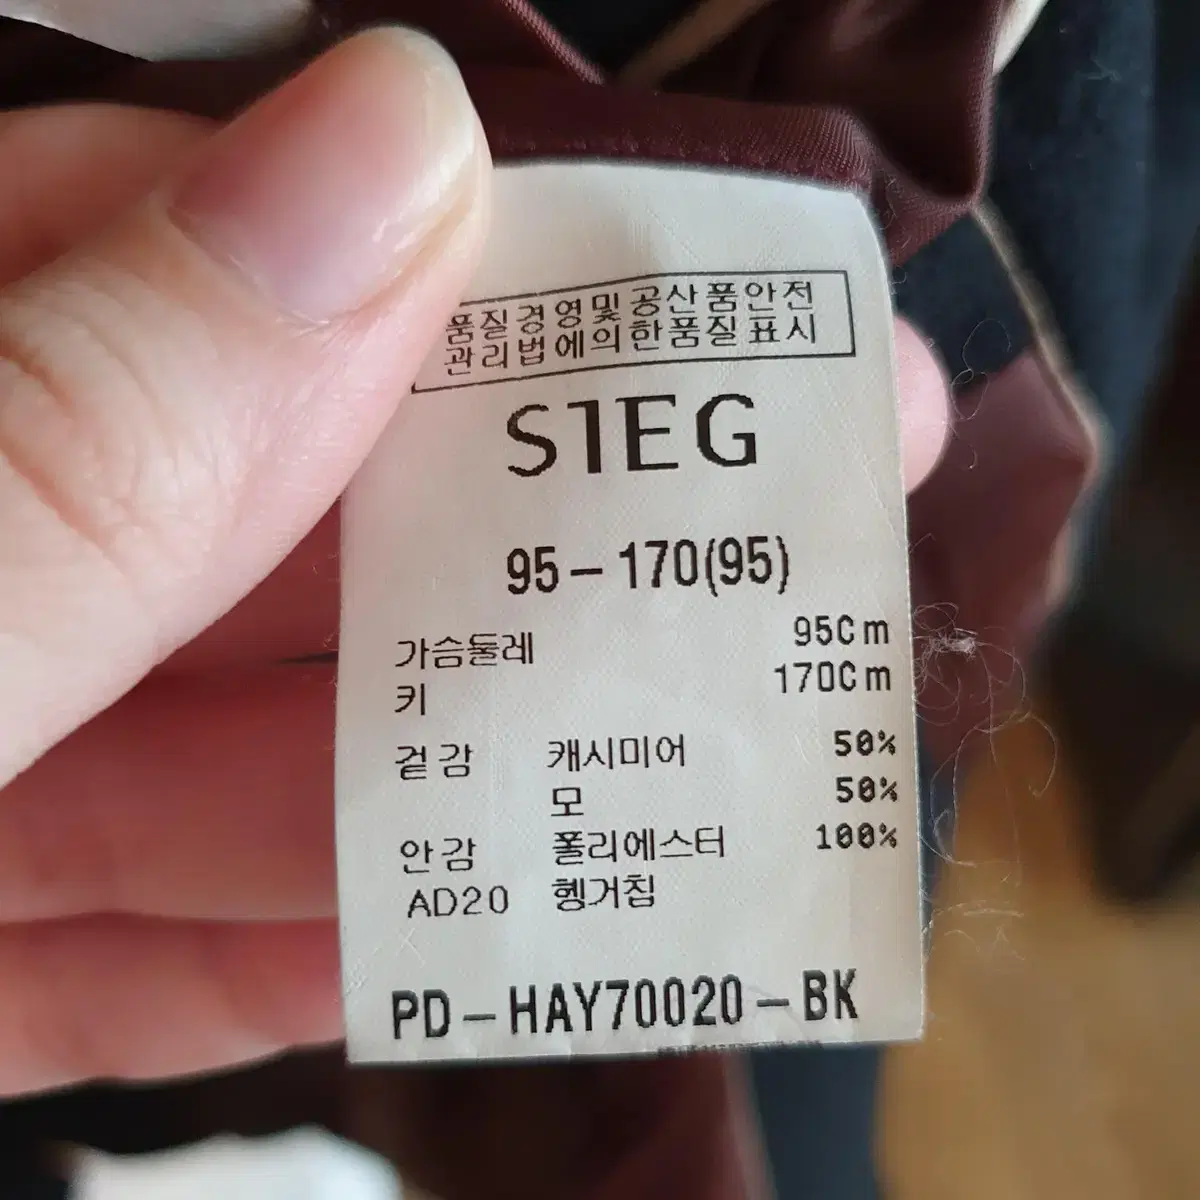 품질경영및공산품안전
관리법에의한품질표시
SIEG
95-170(95)
가슴둘레 95Cm
키 170Cm
겉감 캐시미어 50%
모 50%
안감 폴리에스터 100%
AD20 헹거칩
PD-HAY70020-BK